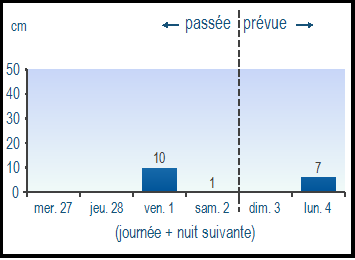 passée prévue
cm
50
40
30
20
10
0
10
1
7
mer. 27 jeu. 28 ven. 1 sam. 2 dim. 3 lun. 4
(journée + nuit suivante)